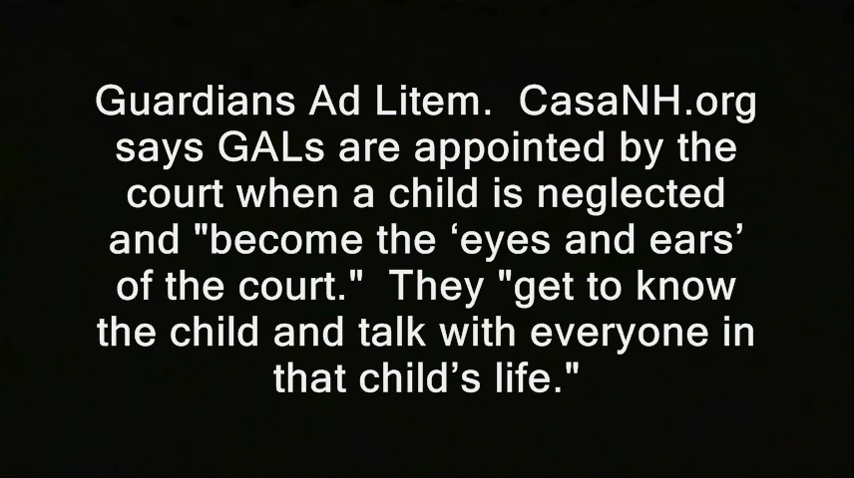 Guardians Ad Litem.  CasaNH.org
says GALs are appointed by the
court when a child is neglected
and "become the ‘eyes and ears’
of the court."  They "get to know
the child and talk with everyone in
that child’s life."